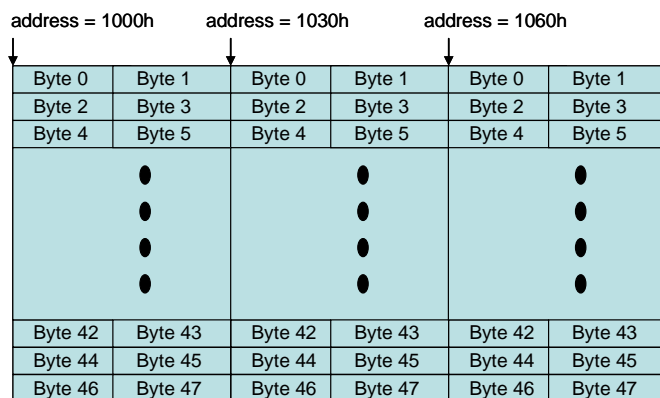 address = 1000h address = 1030h address = 1060h
Byte 0 Byte 1 Byte 0 Byte 1 Byte 0 Byte 1
Byte 2 Byte 3 Byte 2 Byte 3 Byte 2 Byte 3
Byte 4 Byte 5 Byte 4 Byte 5 Byte 4 Byte 5
Byte 42 Byte 43 Byte 42 Byte 43 Byte 42 Byte 43
Byte 44 Byte 45 Byte 44 Byte 45 Byte 44 Byte 45
Byte 46 Byte 47 Byte 46 Byte 47 Byte 46 Byte 47